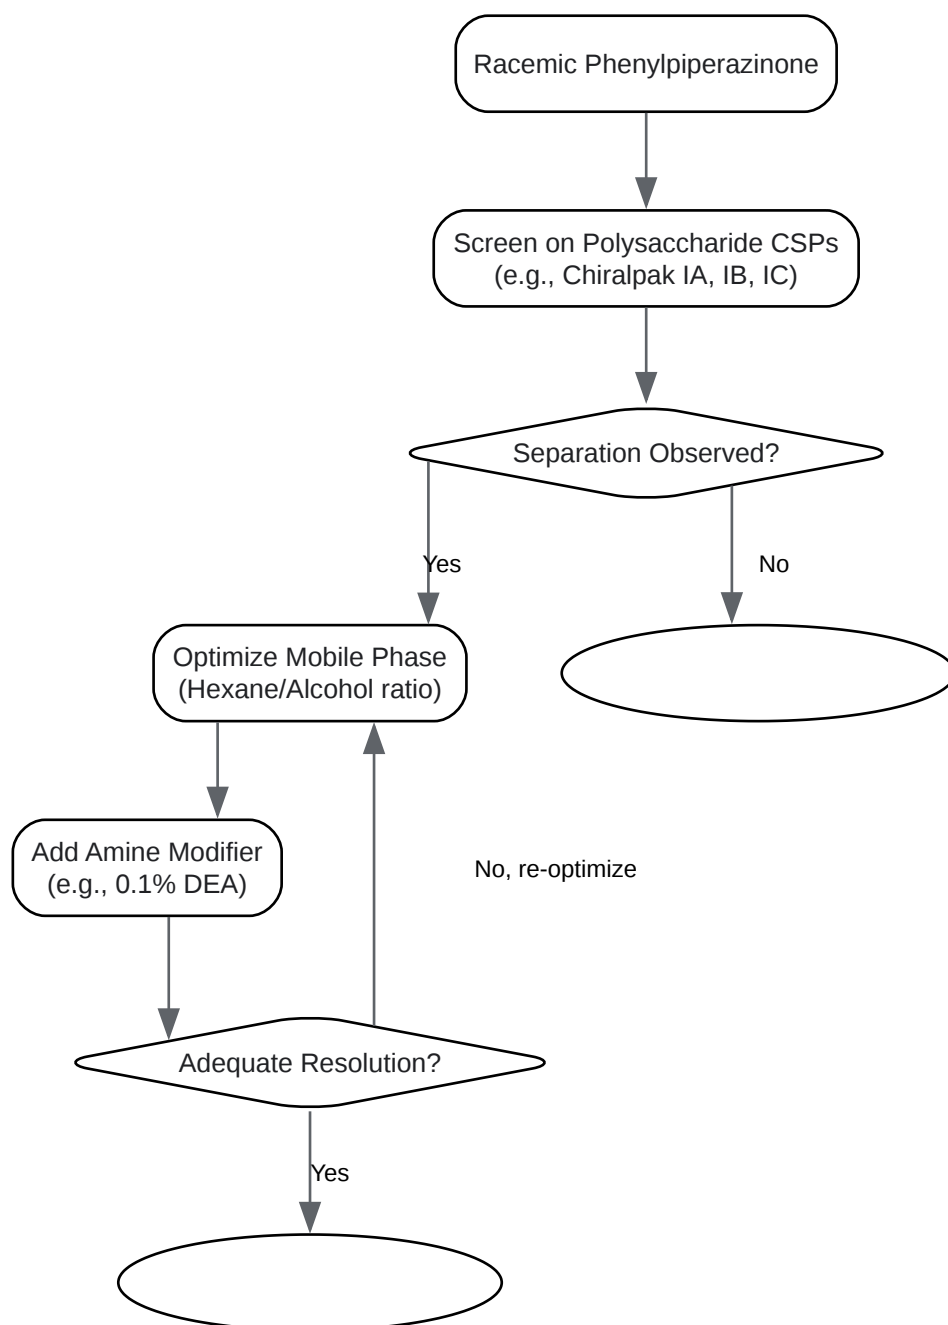 Racemic Phenylpiperazinone
Screen on Polysaccharide CSPs
(e.g., Chiralpak IA, IB, IC)
Separation Observed?
Yes
No
Optimize Mobile Phase
(Hexane/Alcohol ratio)
Add Amine Modifier
(e.g., 0.1% DEA)
No, re-optimize
Adequate Resolution?
Yes